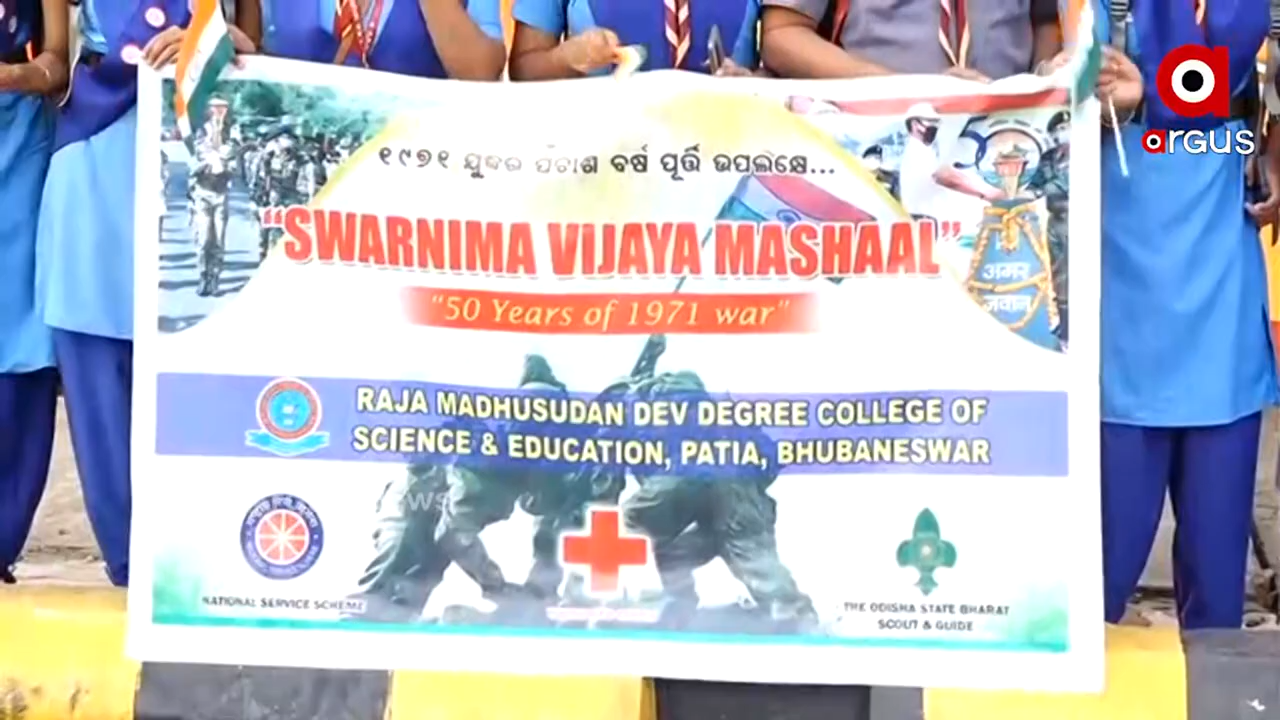 argus
୧୯୭୧ ଯୁଦ୍ଧର ପଚାଶ ବର୍ଷ ପୂର୍ତ୍ତି ଉପଲକ୍ଷେ...
"SWARNIMA VIJAYA MASHAAL"
"50 Years of 1971 war"
अमर
जवान
RAJA MADHUSUDAN DEV DEGREE COLLEGE OF
SCIENCE & EDUCATION, PATIA, BHUBANESWAR
NEWS
NATIONAL SERVICE SCHEME
THE ODISHA STATE BHARAT
SCOUT & GUIDE